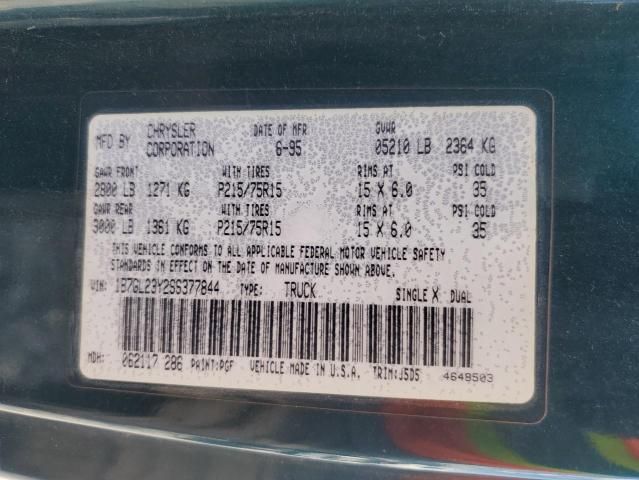 MFD BY CHRYSLER CORPORATION DATE OF MFR 6-95 GVWR 05210 LB 2364 KG
GAWR FRONT WITH TIRES RIMS AT PSI COLD
2800 LB 1271 KG P215/75R15 15 X 6.0 35
GAWR REAR WITH TIRES RIMS AT PSI COLD
3000 LB 1361 KG P215/75R15 15 X 6.0 35
THIS VEHICLE CONFORMS TO ALL APPLICABLE FEDERAL MOTOR VEHICLE SAFETY
STANDARDS IN EFFECT ON THE DATE OF MANUFACTURE SHOWN ABOVE.
VIN: 1B7GL23Y2SS377844 TYPE: TRUCK SINGLE X DUAL
MDH: 062117 286 PAINT:PGF VEHICLE MADE IN U.S.A. TRIM:J5D5 4648503